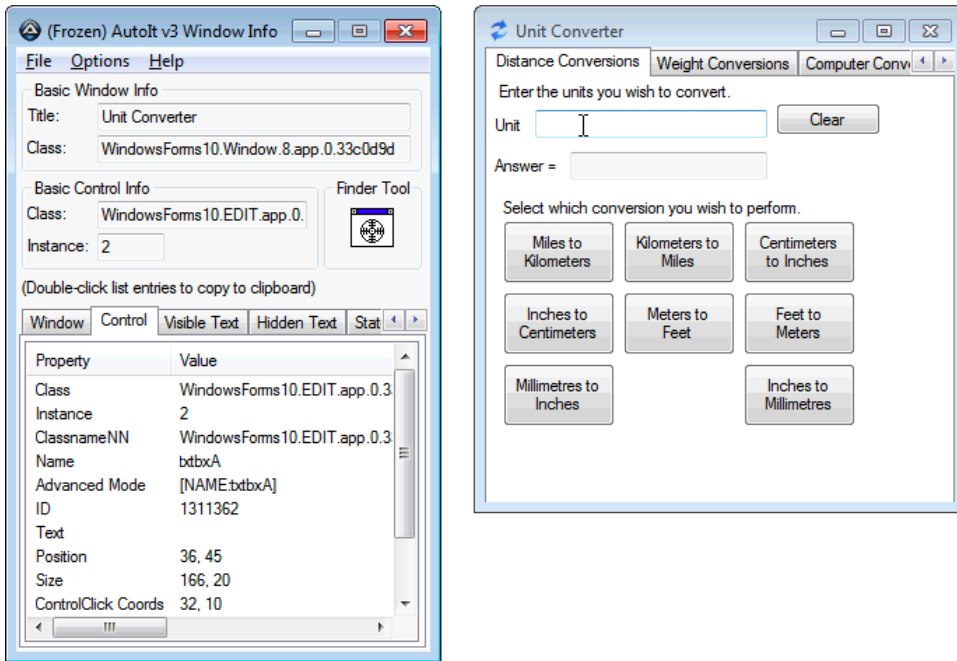 (Frozen) AutoIt v3 Window Info
File Options Help
Basic Window Info
Title: Unit Converter
Class: WindowsForms10.Window.8.app.0.33c0d9d
Basic Control Info
Finder Tool
Class: WindowsForms10.EDIT.app.0.
Instance: 2
(Double-click list entries to copy to clipboard)
Window Control Visible Text Hidden Text Stat
Property Value
Class WindowsForms10.EDIT.app.0.3
Instance 2
ClassnameNN WindowsForms10.EDIT.app.0.3
Name txtbxA
Advanced Mode [NAME:txtbxA]
ID 1311362
Text
Position 36, 45
Size 166, 20
ControlClick Coords 32, 10
Unit Converter
Distance Conversions Weight Conversions Computer Conv
Enter the units you wish to convert.
Unit Clear
Answer =
Select which conversion you wish to perform.
Miles to
Kilometers
Kilometers to
Miles
Centimeters
to Inches
Inches to
Centimeters
Meters to
Feet
Feet to
Meters
Millimetres to
Inches
Inches to
Millimetres